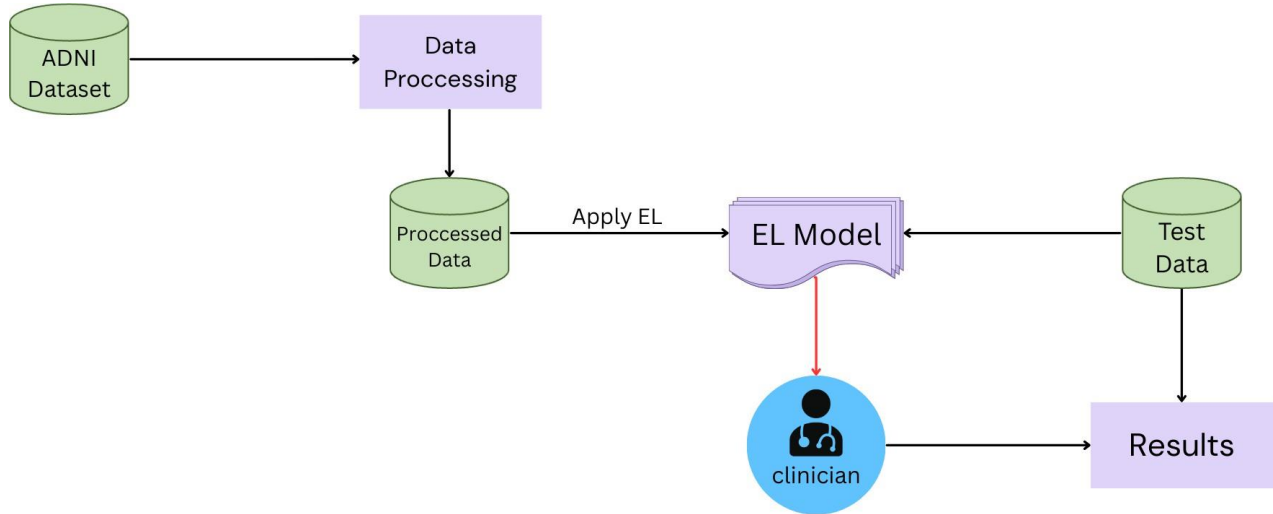 ADNI
Dataset
Data
Proccessing
Proccessed
Data
Apply EL
EL Model
Test
Data
clinician
Results